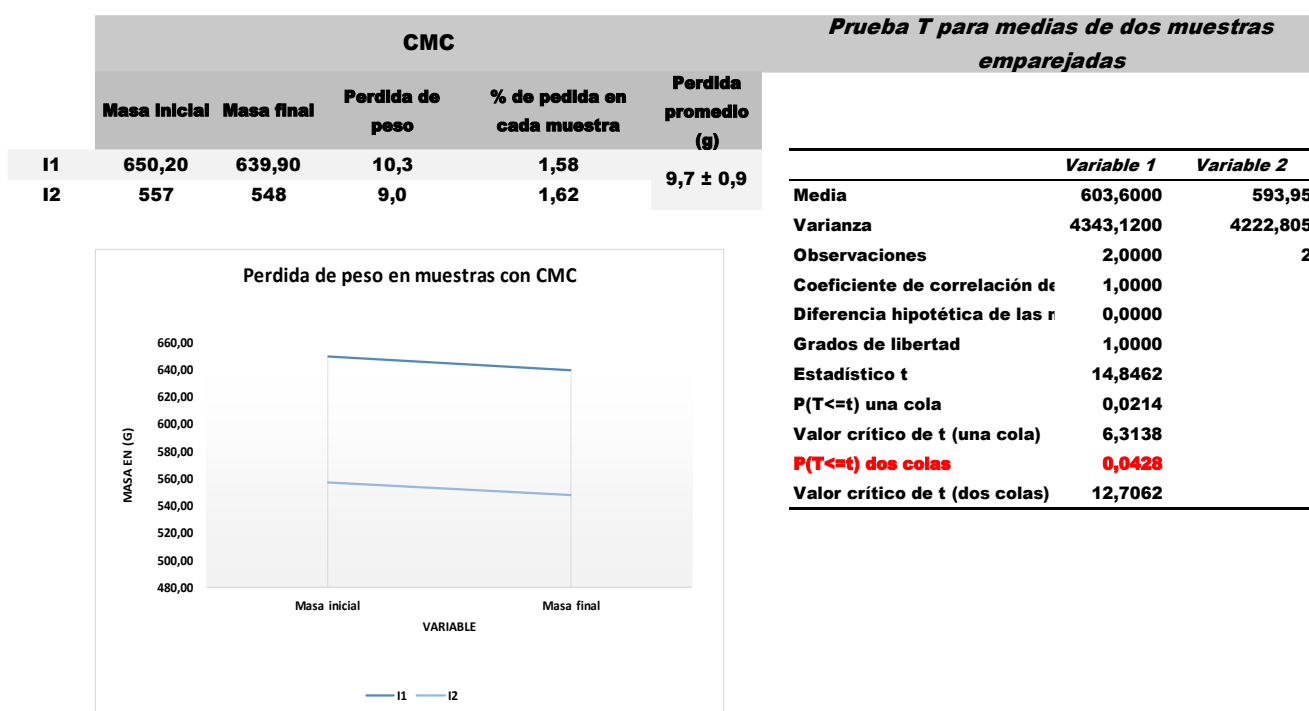 CMC
Masa inicial Masa final Perdida de peso % de pedida en cada muestra Perdida promedio (g)
I1 650,20 639,90 10,3 1,58 9,7 ± 0,9
I2 557 548 9,0 1,62
Prueba T para medias de dos muestras
emparejadas
Variable 1 Variable 2
Media 603,6000 593,95
Varianza 4343,1200 4222,805
Observaciones 2,0000 2
Coeficiente de correlación de 1,0000
Diferencia hipotética de las 0,0000
Grados de libertad 1,0000
Estadístico t 14,8462
P(T<=t) una cola 0,0214
Valor crítico de t (una cola) 6,3138
P(T<=t) dos colas 0,0428
Valor crítico de t (dos colas) 12,7062
Perdida de peso en muestras con CMC
MASA EN (G)
660,00
640,00
620,00
600,00
580,00
560,00
540,00
520,00
500,00
480,00
Masa inicial Masa final
VARIABLE
I1 I2